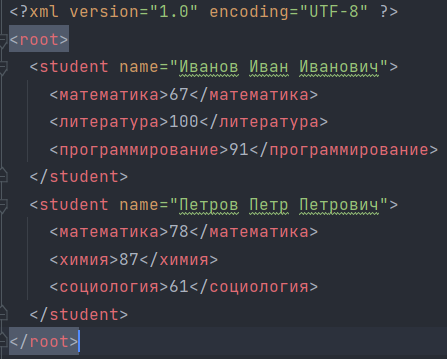 <?xml version="1.0" encoding="UTF-8" ?>
<root>
<student name="Иванов Иван Иванович">
<математика>67</математика>
<литература>100</литература>
<программирование>91</программирование>
</student>
<student name="Петров Петр Петрович">
<математика>78</математика>
<химия>87</химия>
<социология>61</социология>
</student>
</root>